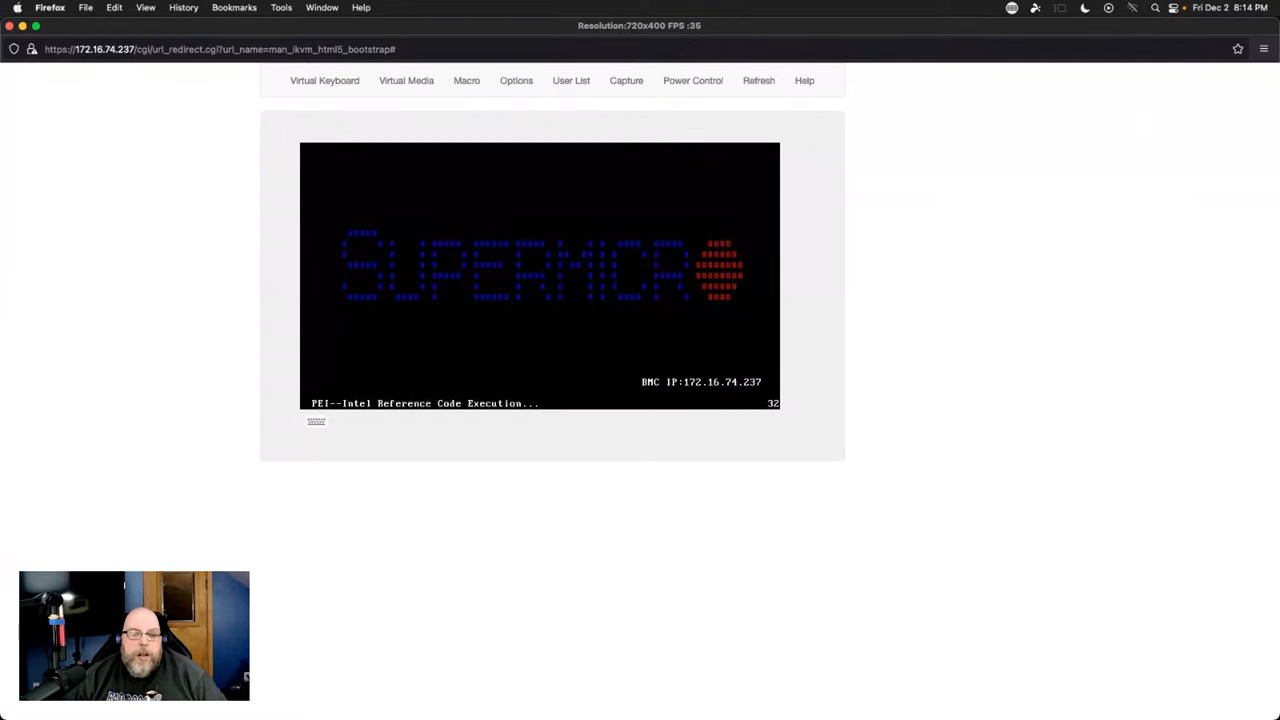 Firefox File Edit View History Bookmarks Tools Window Help Fri Dec 2 8:14 PM
Resolution:720x400 FPS :35
https://172.16.74.237/cgi/url_redirect.cgi?url_name=man_ikvm_html5_bootstrap#
Virtual Keyboard Virtual Media Macro Options User List Capture Power Control Refresh Help
SUPERMICRO
BMC IP:172.16.74.237
PEI--Intel Reference Code Execution... 32